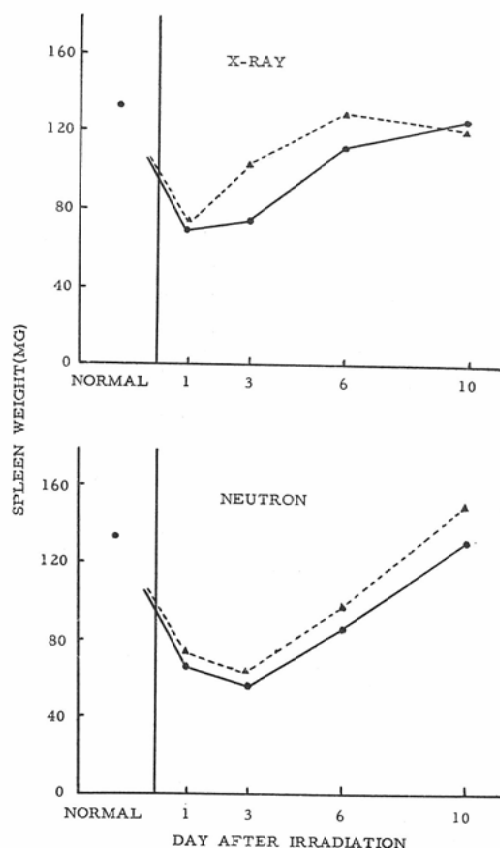 160
X-RAY
120
80
40
0
NORMAL 1 3 6 10
SPLEEN WEIGHT(MG)
160
NEUTRON
120
80
40
0
NORMAL 1 3 6 10
DAY AFTER IRRADIATION